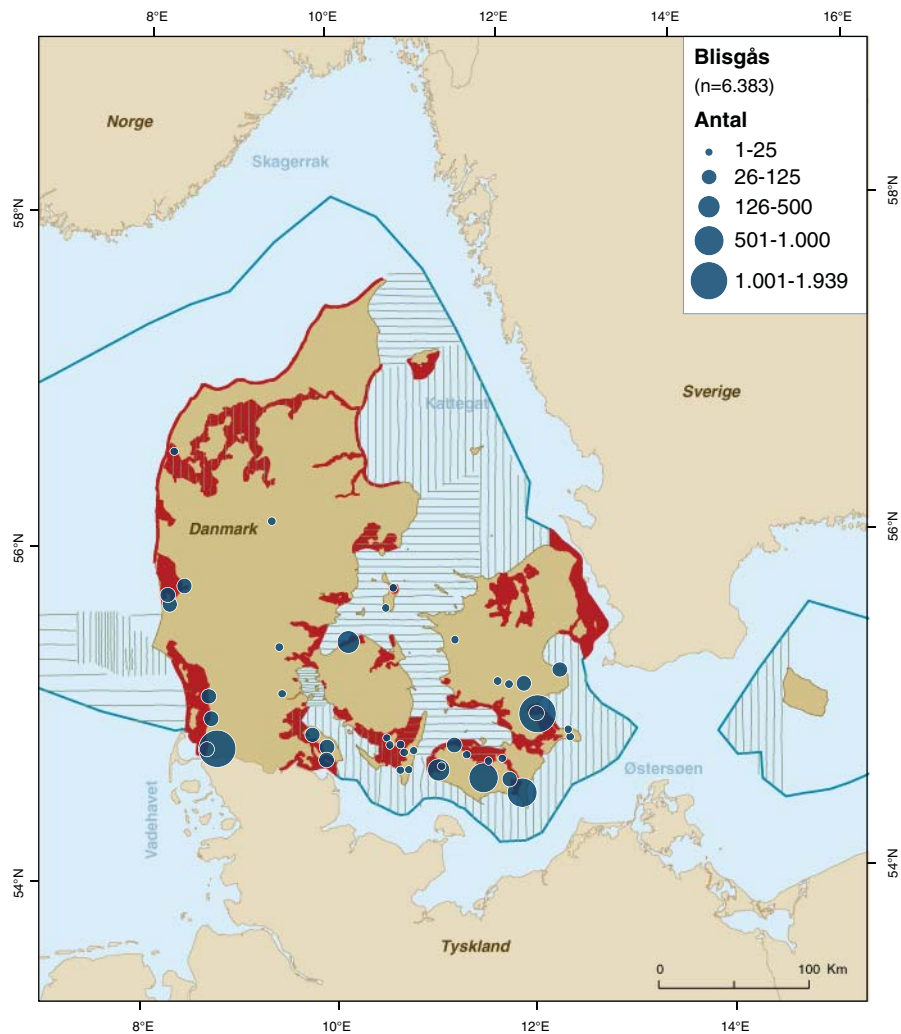 8°E 10°E 12°E 14°E 16°E
Blisgås
(n=6.383)
Antal
1-25
26-125
126-500
501-1.000
1.001-1.939
Norge
Skagerrak
58°N 58°N
Kattegat
Sverige
Danmark
56°N 56°N
Østersøen
Vadehavet
54°N 54°N
Tyskland
0 100 Km
8°E 10°E 12°E 14°E